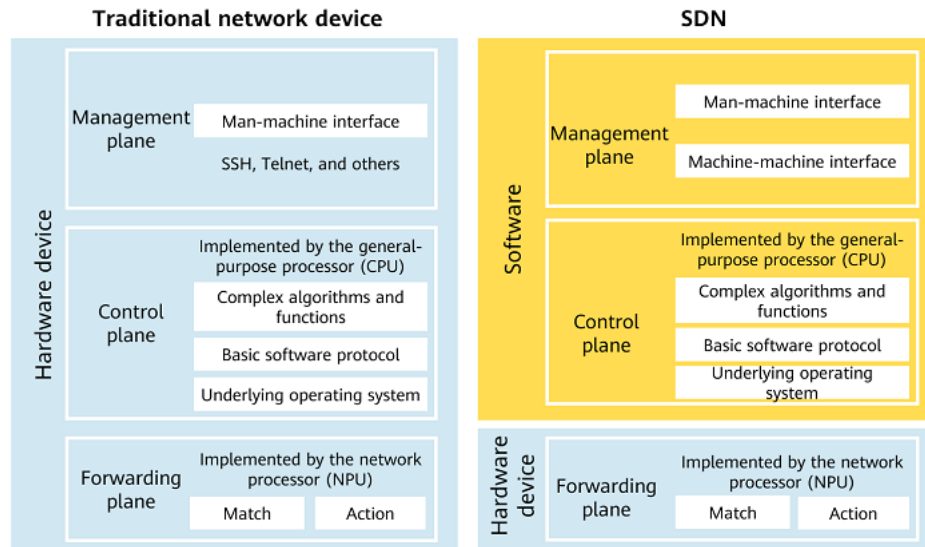 Traditional network device
Hardware device
Management
plane
Man-machine interface
SSH, Telnet, and others
Control
plane
Implemented by the general-
purpose processor (CPU)
Complex algorithms and
functions
Basic software protocol
Underlying operating system
Forwarding
plane
Implemented by the network
processor (NPU)
Match
Action
SDN
Software
Management
plane
Man-machine interface
Machine-machine interface
Control
plane
Implemented by the general-
purpose processor (CPU)
Complex algorithms and
functions
Basic software protocol
Underlying operating
system
Hardware
device
Forwarding
plane
Implemented by the network
processor (NPU)
Match
Action